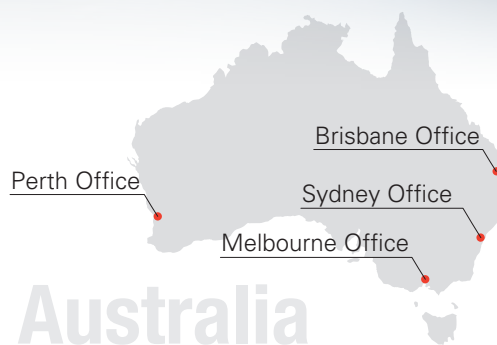 Brisbane Office
Perth Office
Sydney Office
Melbourne Office
Australia